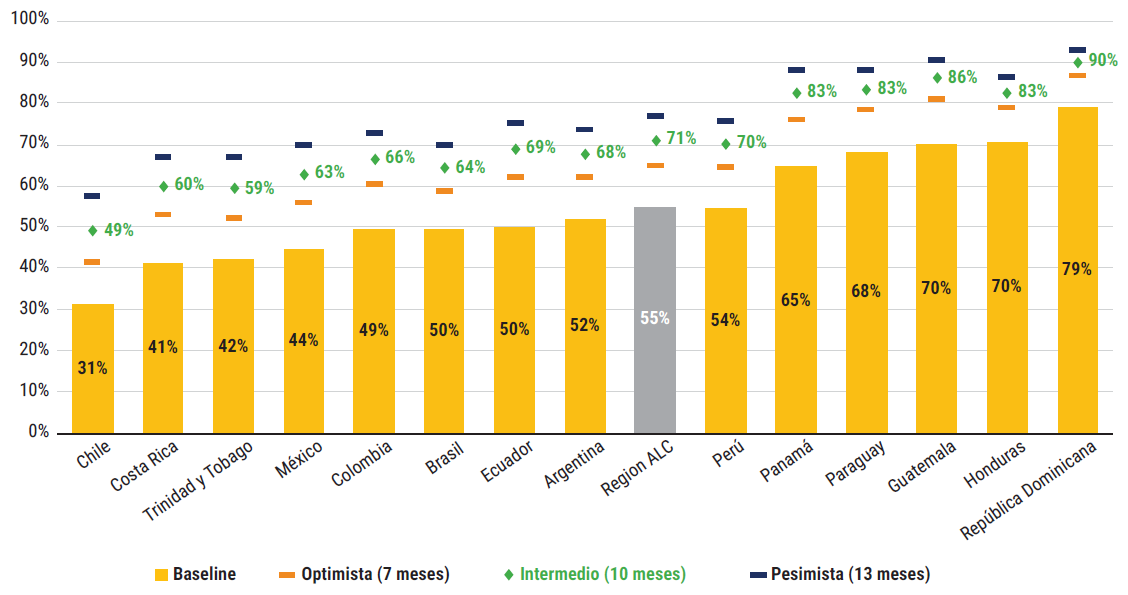 100%
90%
80%
70%
60%
50%
40%
30%
20%
10%
0%
49%
60%
59%
63%
66%
64%
69%
68%
71%
70%
83%
83%
86%
83%
90%
31%
41%
42%
44%
49%
50%
50%
52%
55%
54%
65%
68%
70%
70%
79%
Chile
Costa Rica
Trinidad y Tobago
México
Colombia
Brasil
Ecuador
Argentina
Region ALC
Perú
Panamá
Paraguay
Guatemala
Honduras
República Dominicana
Baseline Optimista (7 meses) Intermedio (10 meses) Pesimista (13 meses)